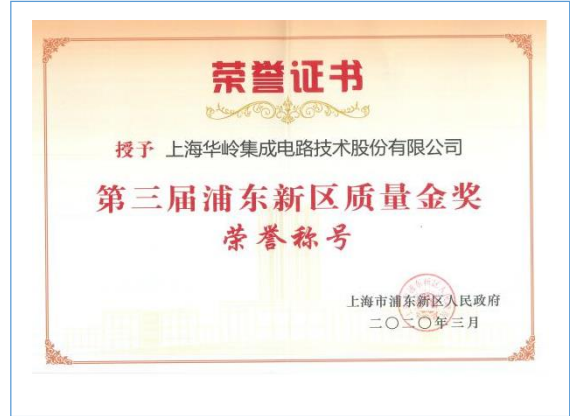 荣誉证书
授予 上海华岭集成电路技术股份有限公司
第三届浦东新区质量金奖
荣誉称号
上海市浦东新区人民政府
二〇二〇年三月